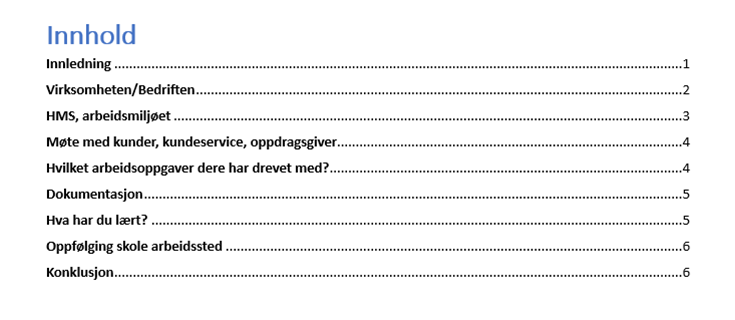 Innhold
Innledning ........................................................................................................1
Virksomheten/Bedriften........................................................................................................2
HMS, arbeidsmiljøet ........................................................................................................3
Møte med kunder, kundeservice, oppdragsgiver........................................................................................................4
Hvilket arbeidsoppgaver dere har drevet med?........................................................................................................4
Dokumentasjon........................................................................................................5
Hva har du lært? ........................................................................................................5
Oppfølging skole arbeidssted ........................................................................................................6
Konklusjon........................................................................................................6